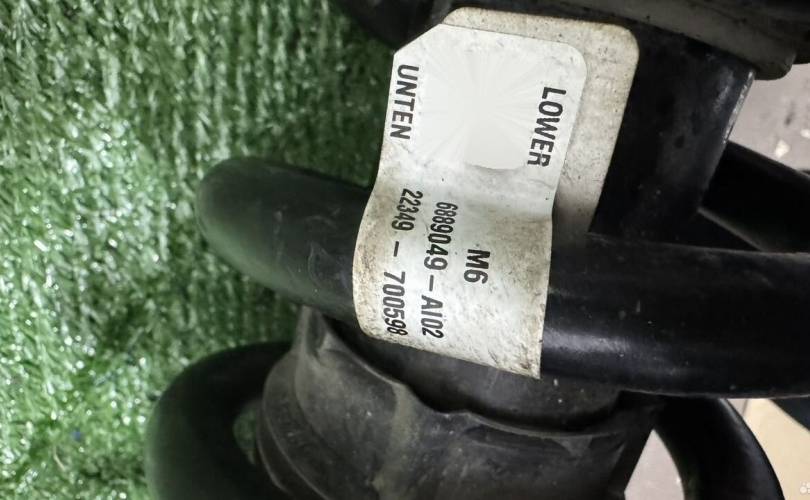 LOWER
UNTEN
M6
6889049-AI02
22349 - 700598